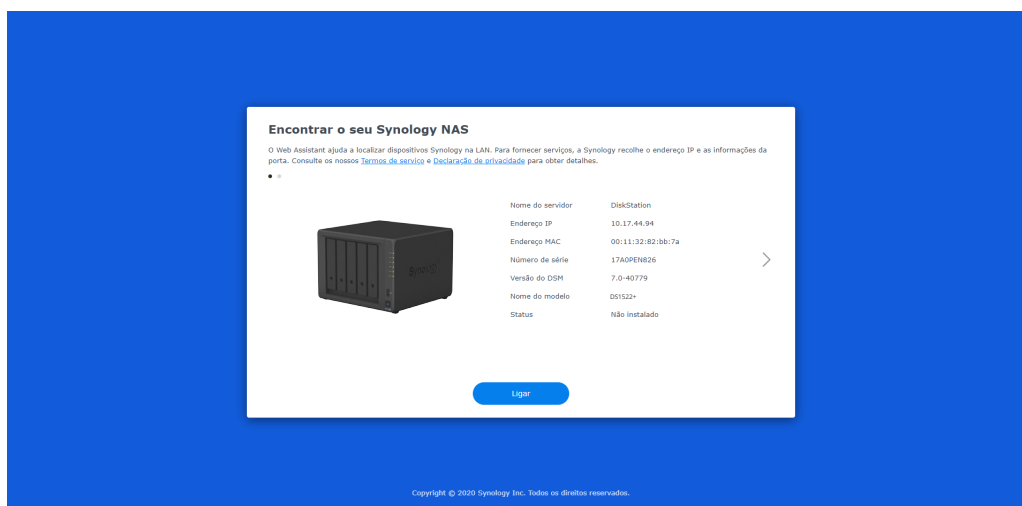 Encontrar o seu Synology NAS
O Web Assistant ajuda a localizar dispositivos Synology na LAN. Para fornecer serviços, a Synology recolhe o endereço IP e as informações da
porta. Consulte os nossos Termos de serviço e Declaração de privacidade para obter detalhes.
Nome do servidor DiskStation
Endereço IP 10.17.44.94
Endereço MAC 00:11:32:82:bb:7a
Número de série 17A0PEN826
Versão do DSM 7.0-40779
Nome do modelo DS1522+
Status Não instalado
Synology
Ligar
Copyright © 2020 Synology Inc. Todos os direitos reservados.